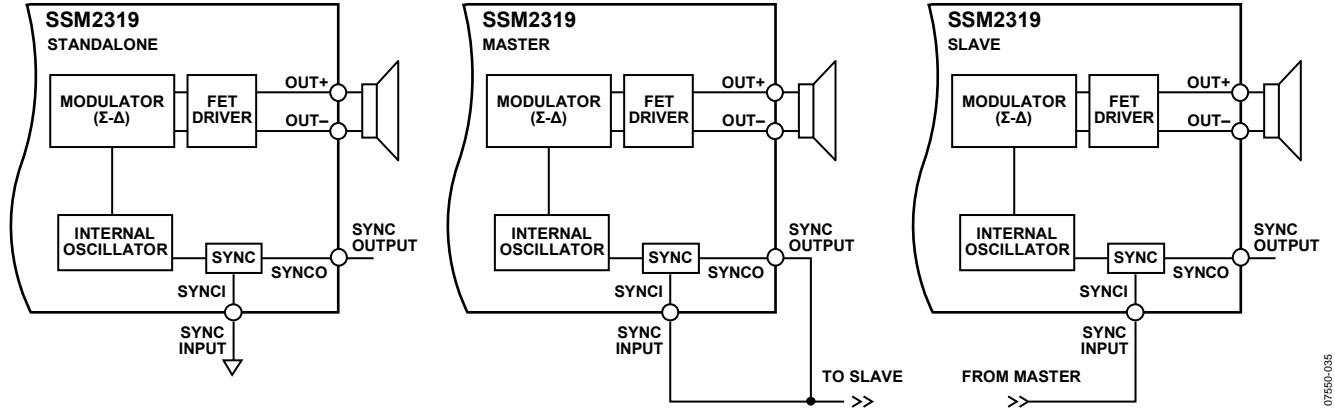 SSM2319
STANDALONE
MODULATOR
(Σ-Δ)
FET
DRIVER
OUT+
OUT–
INTERNAL
OSCILLATOR
SYNC
SYNCO
SYNC
OUTPUT
SYNCI
SYNC
INPUT
SSM2319
MASTER
MODULATOR
(Σ-Δ)
FET
DRIVER
OUT+
OUT–
INTERNAL
OSCILLATOR
SYNC
SYNCO
SYNC
OUTPUT
SYNCI
SYNC
INPUT
TO SLAVE
SSM2319
SLAVE
MODULATOR
(Σ-Δ)
FET
DRIVER
OUT+
OUT–
INTERNAL
OSCILLATOR
SYNC
SYNCO
SYNC
OUTPUT
SYNCI
SYNC
INPUT
FROM MASTER
07550-035